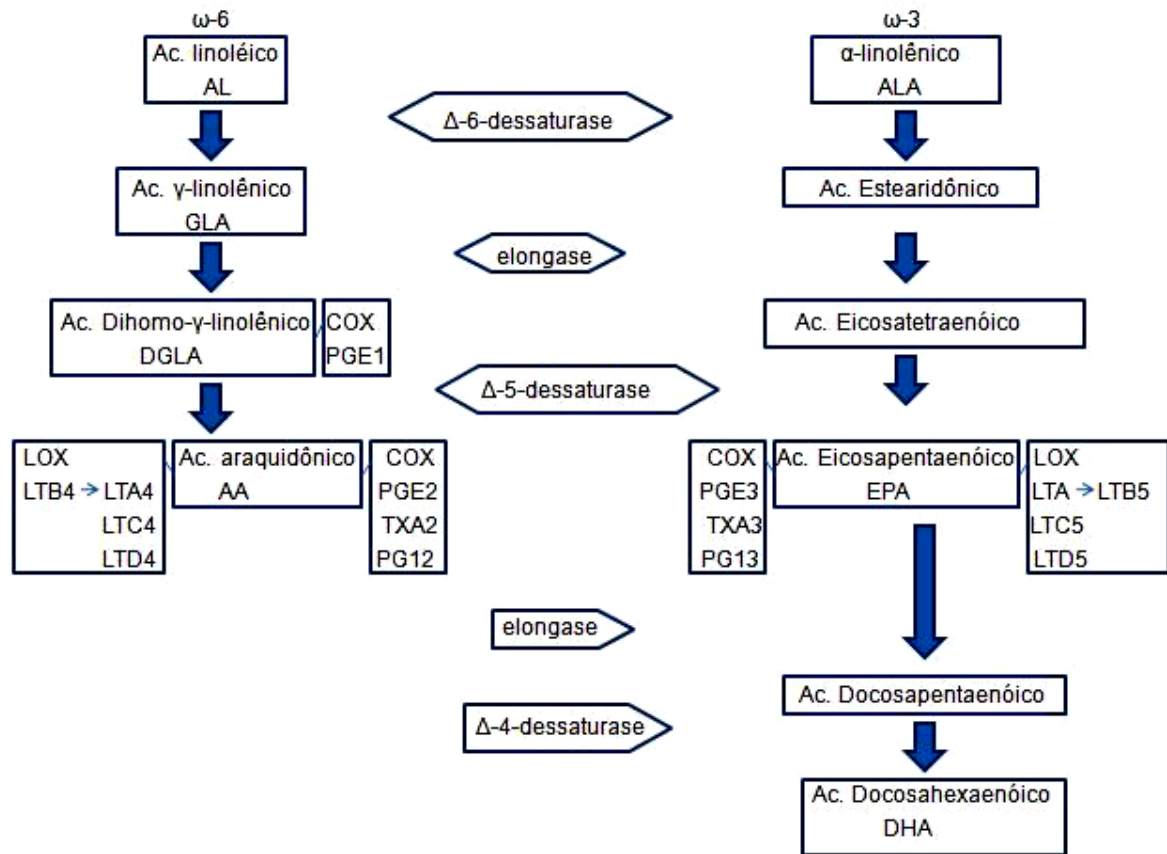 ω-6
ω-3
Ac. linoléico
AL
α-linolênico
ALA
Δ-6-dessaturase
Ac. γ-linolênico
GLA
Ac. Estearidônico
elongase
Ac. Dihomo-γ-linolênico
DGLA
COX
PGE1
Ac. Eicosatetraenóico
Δ-5-dessaturase
LOX
LTB4 → LTA4
LTC4
LTD4
Ac. araquidônico
AA
COX
PGE2
TXA2
PG12
COX
PGE3
TXA3
PG13
Ac. Eicosapentaenóico
EPA
LOX
LTA → LTB5
LTC5
LTD5
elongase
Ac. Docosapentaenóico
Δ-4-dessaturase
Ac. Docosahexaenóico
DHA